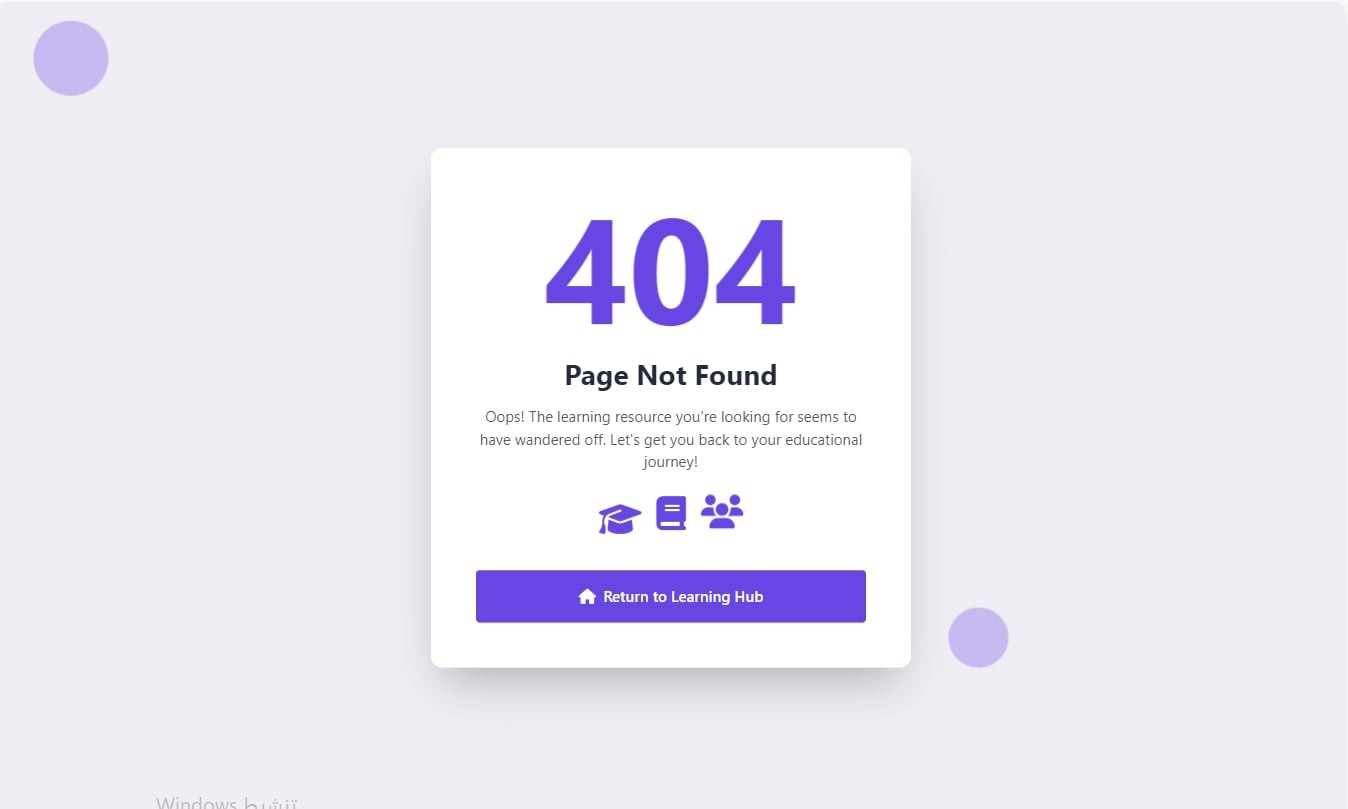 404
Page Not Found
Oops! The learning resource you're looking for seems to
have wandered off. Let's get you back to your educational
journey!
Return to Learning Hub
تنشيط Windows